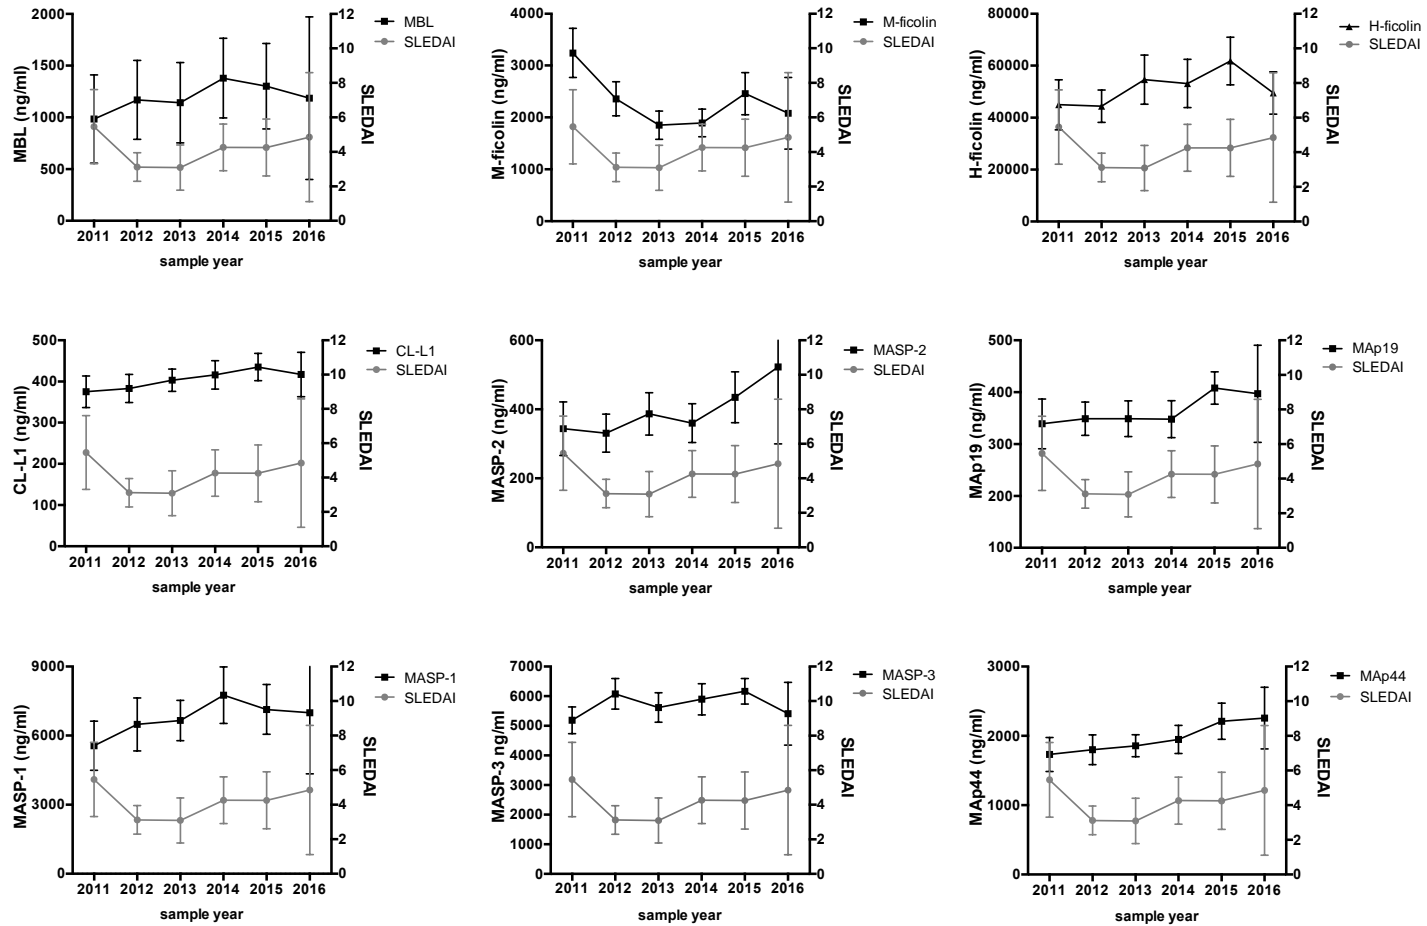 2000
1500
1000
500
0
MBL (ng/ml)
12
10
8
6
4
2
0
SLEDAI
MBL
SLEDAI
2011 2012 2013 2014 2015 2016
sample year
4000
3000
2000
1000
0
M-ficolin (ng/ml)
12
10
8
6
4
2
0
SLEDAI
M-ficolin
SLEDAI
2011 2012 2013 2014 2015 2016
sample year
80000
60000
40000
20000
0
H-ficolin (ng/ml)
12
10
8
6
4
2
0
SLEDAI
H-ficolin
SLEDAI
2011 2012 2013 2014 2015 2016
sample year
500
400
300
200
100
0
CL-L1 (ng/ml)
12
10
8
6
4
2
0
SLEDAI
CL-L1
SLEDAI
2011 2012 2013 2014 2015 2016
sample year
600
400
200
0
MASP-2 (ng/ml)
12
10
8
6
4
2
0
SLEDAI
MASP-2
SLEDAI
2011 2012 2013 2014 2015 2016
sample year
500
400
300
200
100
MAp19 (ng/ml)
12
10
8
6
4
2
0
SLEDAI
MAp19
SLEDAI
2011 2012 2013 2014 2015 2016
sample year
9000
6000
3000
0
MASP-1 (ng/ml)
12
10
8
6
4
2
0
SLEDAI
MASP-1
SLEDAI
2011 2012 2013 2014 2015 2016
sample year
7000
6000
5000
4000
3000
2000
1000
0
MASP-3 ng/ml
12
10
8
6
4
2
0
SLEDAI
MASP-3
SLEDAI
2011 2012 2013 2014 2015 2016
sample year
3000
2000
1000
0
MAp44 (ng/ml)
12
10
8
6
4
2
0
SLEDAI
MAp44
SLEDAI
2011 2012 2013 2014 2015 2016
sample year